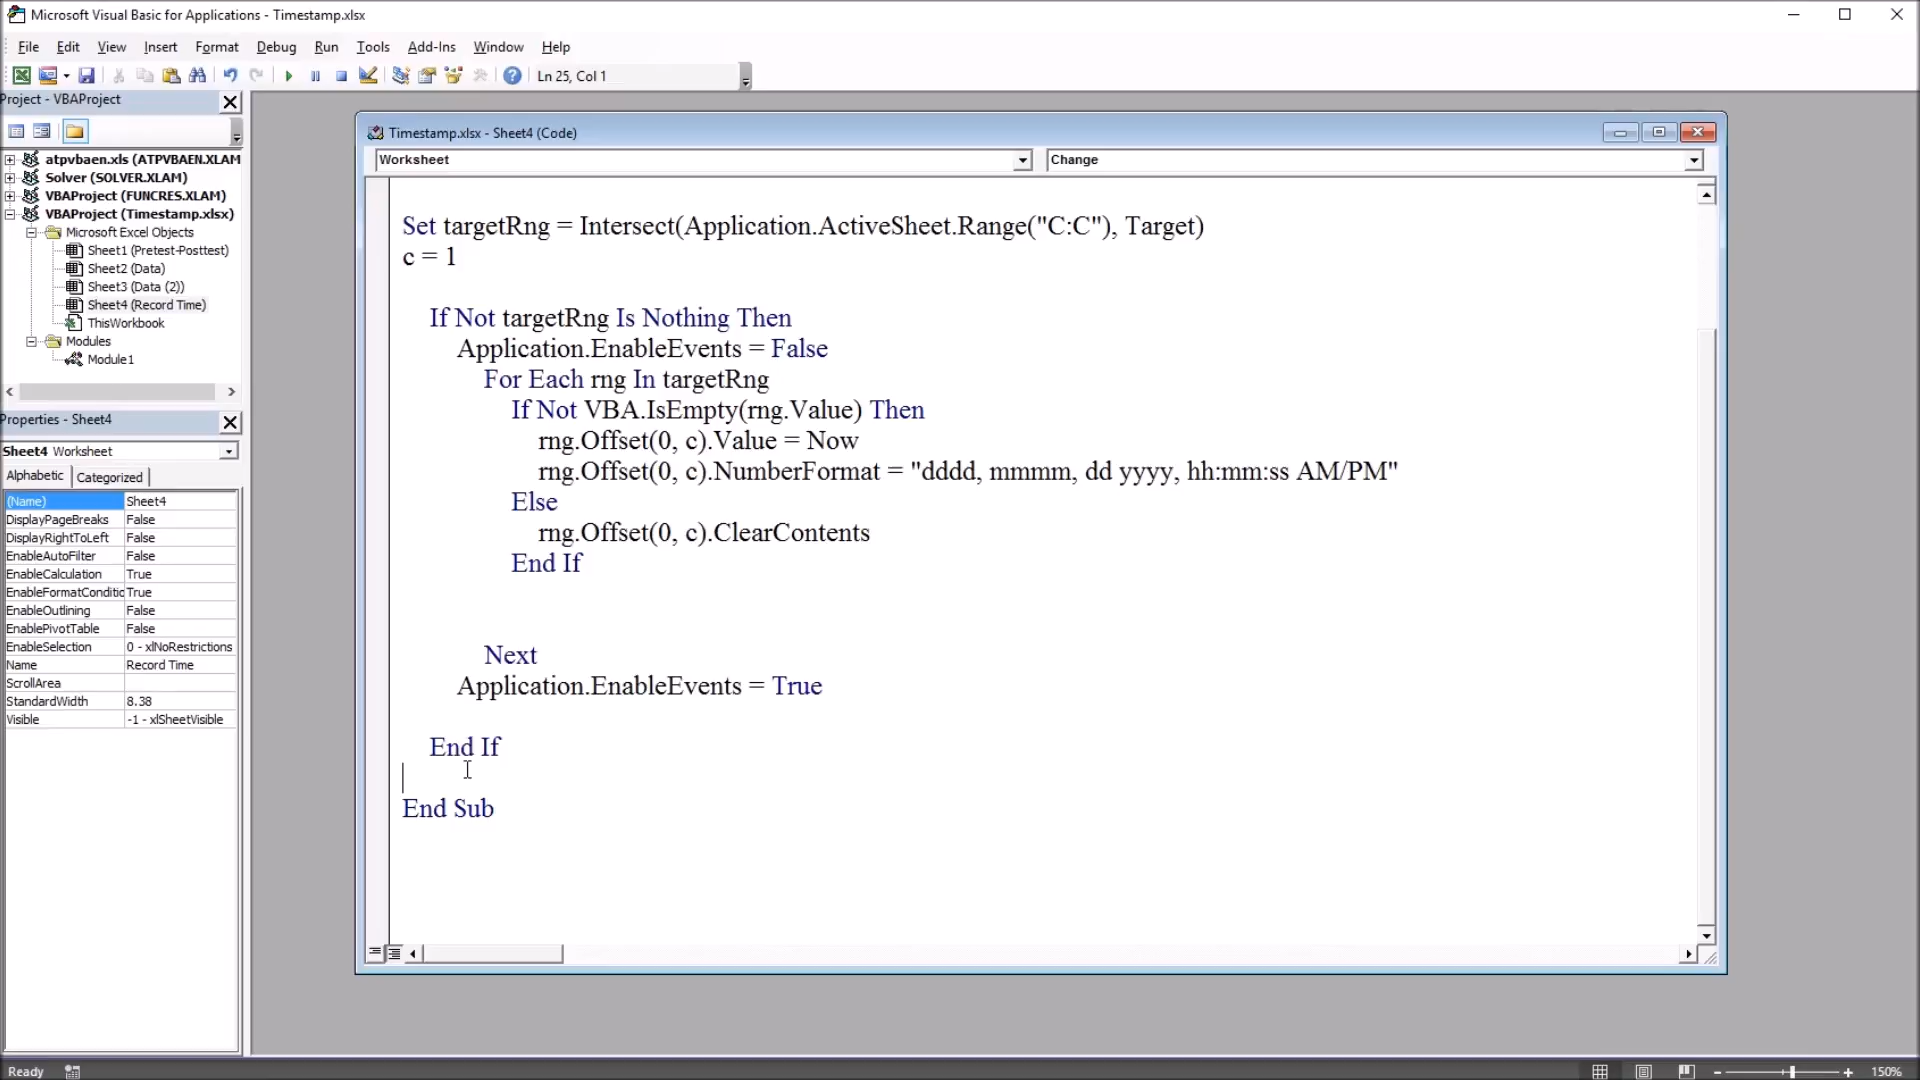 Microsoft Visual Basic for Applications - Timestamp.xlsx
File Edit View Insert Format Debug Run Tools Add-Ins Window Help
Ln 25, Col 1
Project - VBAProject
atpvbaen.xls (ATPVBAEN.XLAM
Solver (SOLVER.XLAM)
VBAProject (FUNCRES.XLAM)
VBAProject (Timestamp.xlsx)
Microsoft Excel Objects
Sheet1 (Pretest-Posttest)
Sheet2 (Data)
Sheet3 (Data (2))
Sheet4 (Record Time)
ThisWorkbook
Modules
Module1
Properties - Sheet4
Sheet4 Worksheet
Alphabetic Categorized
(Name) Sheet4
DisplayPageBreaks False
DisplayRightToLeft False
EnableAutoFilter False
EnableCalculation True
EnableFormatConditic True
EnableOutlining False
EnablePivotTable False
EnableSelection 0 - xlNoRestrictions
Name Record Time
ScrollArea
StandardWidth 8.38
Visible -1 - xlSheetVisible
Timestamp.xlsx - Sheet4 (Code)
Worksheet Change
Set targetRng = Intersect(Application.ActiveSheet.Range("C:C"), Target)
c = 1
If Not targetRng Is Nothing Then
Application.EnableEvents = False
For Each rng In targetRng
If Not VBA.IsEmpty(rng.Value) Then
rng.Offset(0, c).Value = Now
rng.Offset(0, c).NumberFormat = "dddd, mmmm, dd yyyy, hh:mm:ss AM/PM"
Else
rng.Offset(0, c).ClearContents
End If
Next
Application.EnableEvents = True
End If
End Sub
Ready
150%